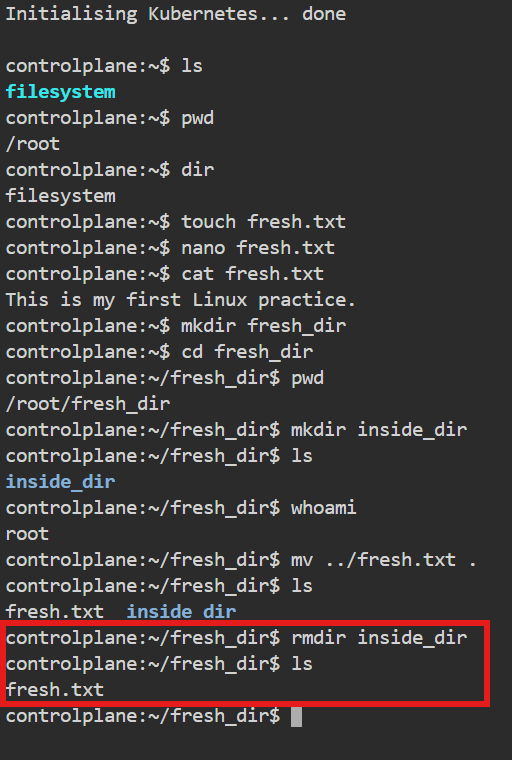 Initialising Kubernetes... done
controlplane:~$ ls
filesystem
controlplane:~$ pwd
/root
controlplane:~$ dir
filesystem
controlplane:~$ touch fresh.txt
controlplane:~$ nano fresh.txt
controlplane:~$ cat fresh.txt
This is my first Linux practice.
controlplane:~$ mkdir fresh_dir
controlplane:~$ cd fresh_dir
controlplane:~/fresh_dir$ pwd
/root/fresh_dir
controlplane:~/fresh_dir$ mkdir inside_dir
controlplane:~/fresh_dir$ ls
inside_dir
controlplane:~/fresh_dir$ whoami
root
controlplane:~/fresh_dir$ mv ../fresh.txt .
controlplane:~/fresh_dir$ ls
fresh.txt  inside_dir
controlplane:~/fresh_dir$ rmdir inside_dir
controlplane:~/fresh_dir$ ls
fresh.txt
controlplane:~/fresh_dir$